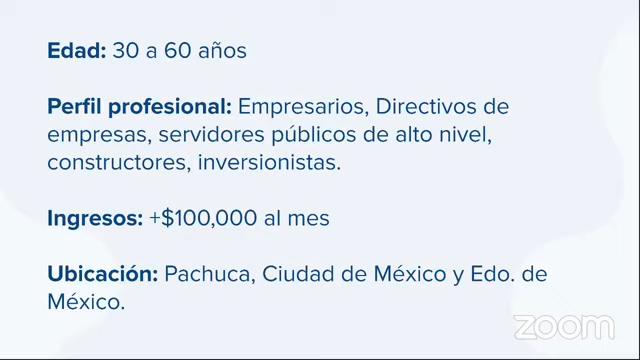 Edad: 30 a 60 años
Perfil profesional: Empresarios, Directivos de
empresas, servidores públicos de alto nivel,
constructores, inversionistas.
Ingresos: +$100,000 al mes
Ubicación: Pachuca, Ciudad de México y Edo. de
México.
zoom